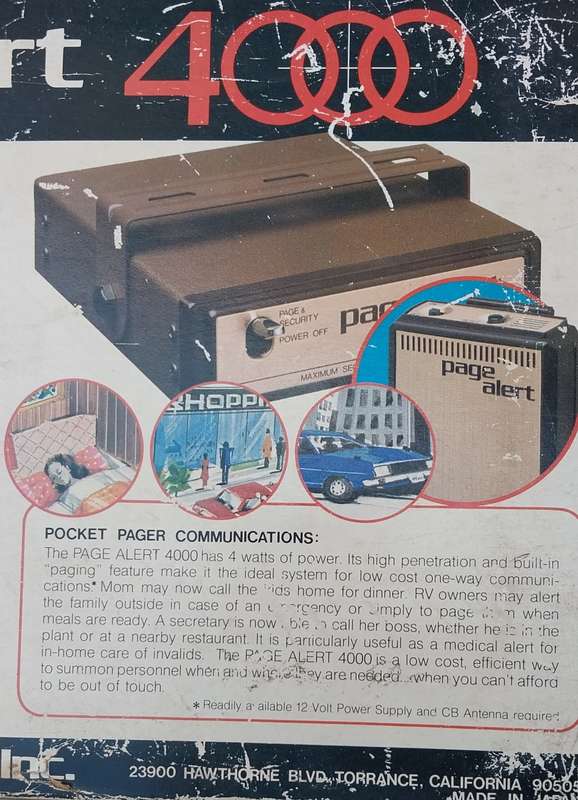 rt 4000
PAGE &
SECURITY
POWER OFF
page
MAXIMUM SE
page
alert
SHOPPI
POCKET PAGER COMMUNICATIONS:
The PAGE ALERT 4000 has 4 watts of power. Its high penetration and built-in
"paging" feature make it the ideal system for low cost one-way communi-
cations.* Mom may now call the kids home for dinner. RV owners may alert
the family outside in case of an emergency or simply to page them when
meals are ready. A secretary is now able to call her boss, whether he is in the
plant or at a nearby restaurant. It is particularly useful as a medical alert for
in-home care of invalids. The PAGE ALERT 4000 is a low cost, efficient way
to summon personnel when and where they are needed...when you can't afford
to be out of touch.
* Readily available 12 Volt Power Supply and CB Antenna required
Inc.
23900 HAWTHORNE BLVD. TORRANCE, CALIFORNIA 90505
MADE IN JAPAN